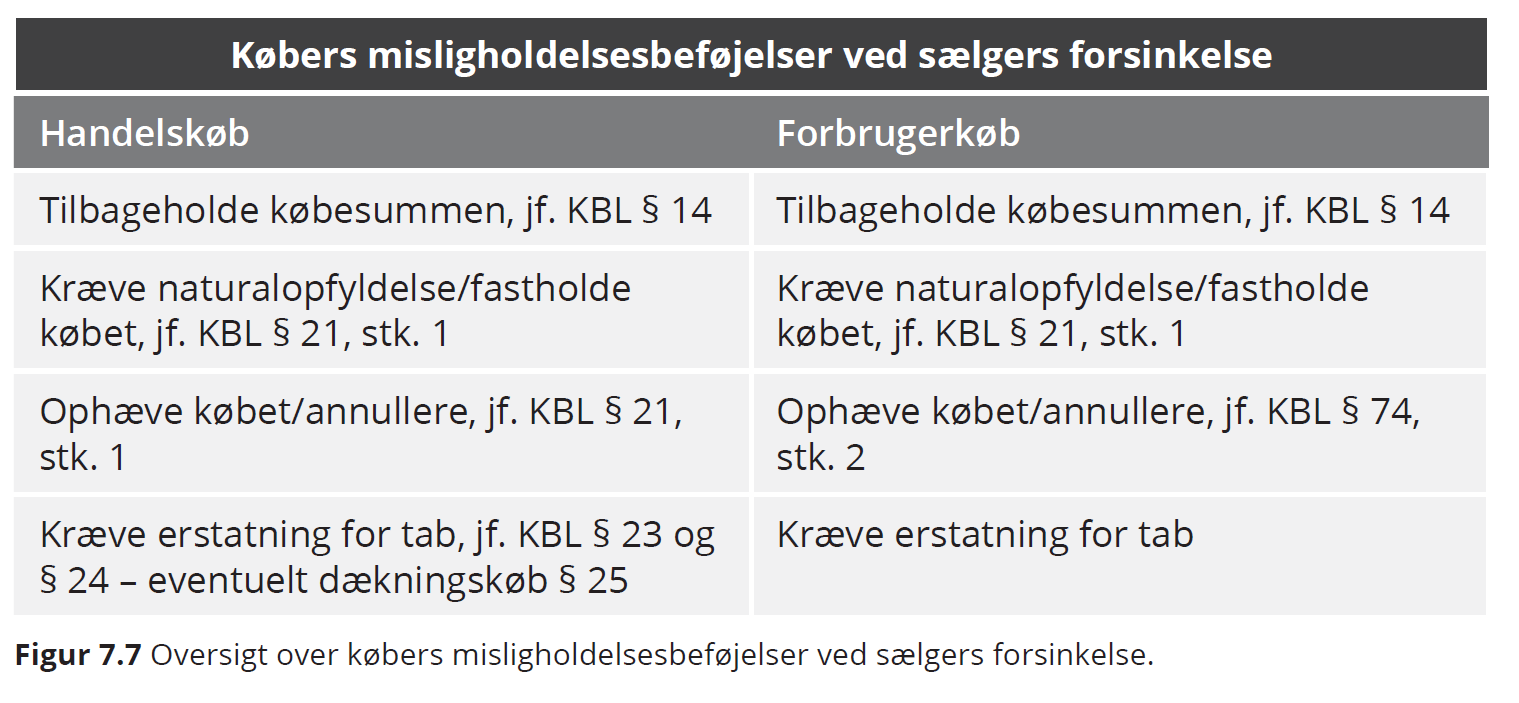 Købers misligholdelsesbeføjelser ved sælgers forsinkelse
Handelskøb
Forbrugerkøb
Tilbageholde købesummen, jf. KBL § 14
Tilbageholde købesummen, jf. KBL § 14
Kræve naturalopfyldelse/fastholde
købet, jf. KBL § 21, stk. 1
Kræve naturalopfyldelse/fastholde
købet, jf. KBL § 21, stk. 1
Ophæve købet/annullere, jf. KBL § 21,
stk. 1
Ophæve købet/annullere, jf. KBL § 74,
stk. 2
Kræve erstatning for tab, jf. KBL § 23 og
§ 24 – eventuelt dækningskøb § 25
Kræve erstatning for tab
Figur 7.7 Oversigt over købers misligholdelsesbeføjelser ved sælgers forsinkelse.